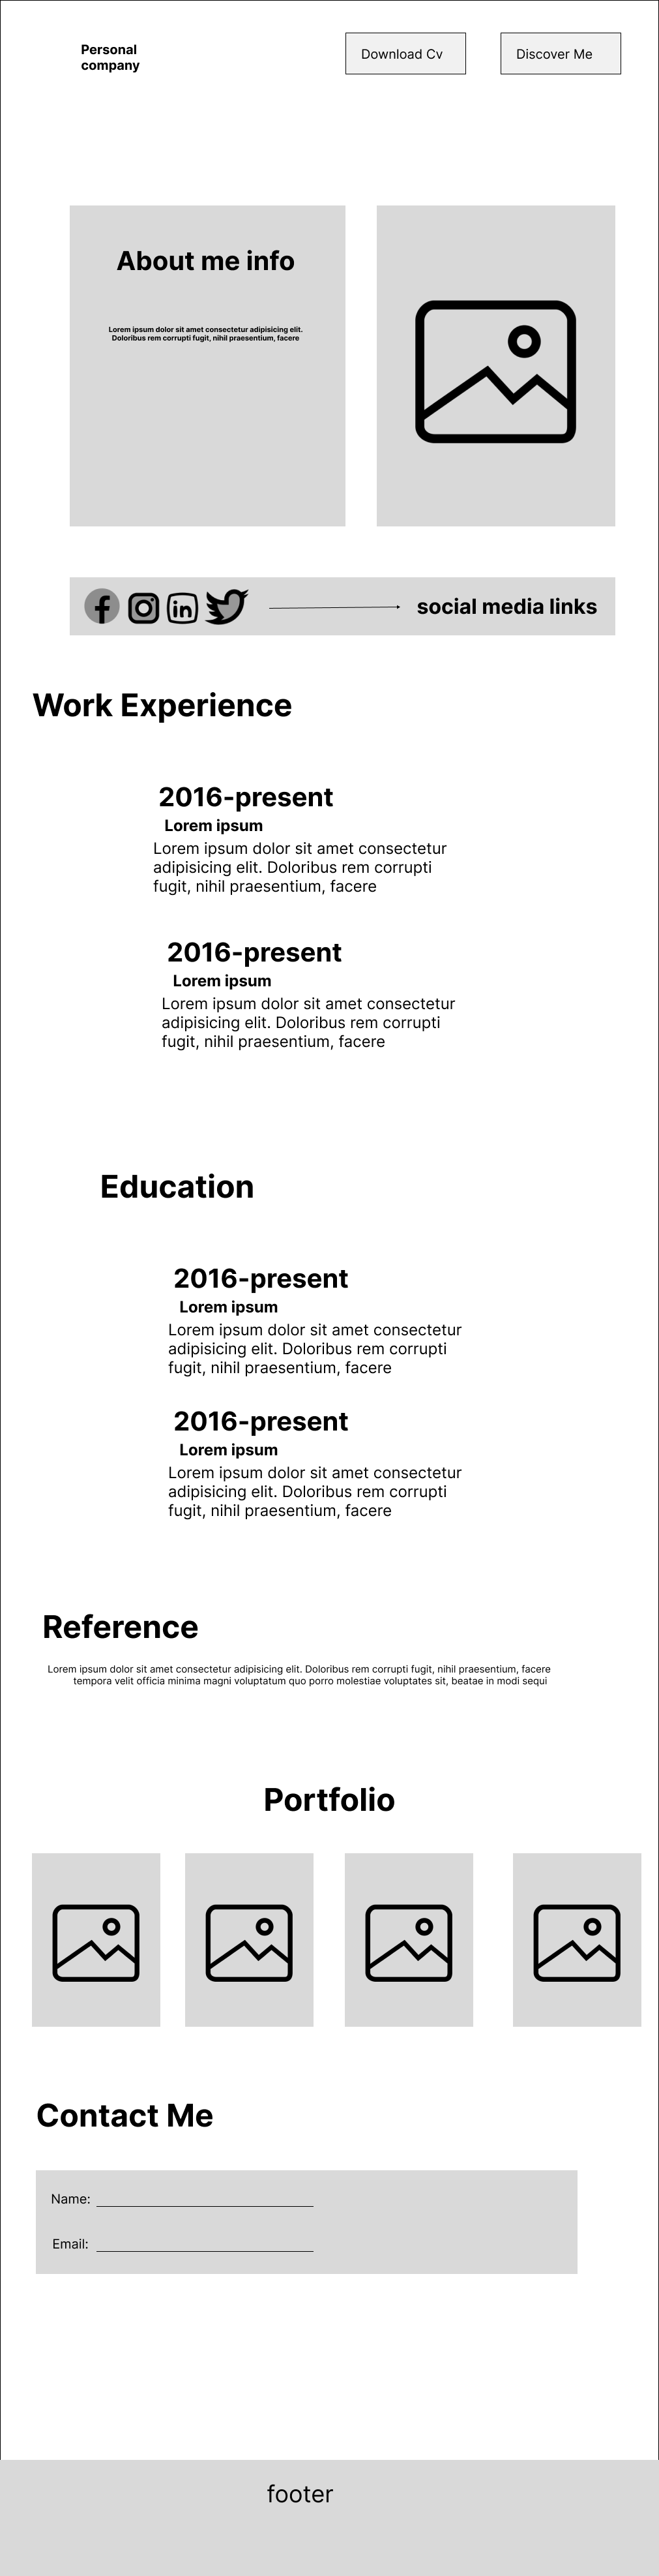 Personal
company
Download Cv
Discover Me
About me info
Lorem ipsum dolor sit amet consectetur adipisicing elit.
Doloribus rem corrupti fugit, nihil praesentium, facere
social media links
Work Experience
2016-present
Lorem ipsum
Lorem ipsum dolor sit amet consectetur
adipisicing elit. Doloribus rem corrupti
fugit, nihil praesentium, facere
2016-present
Lorem ipsum
Lorem ipsum dolor sit amet consectetur
adipisicing elit. Doloribus rem corrupti
fugit, nihil praesentium, facere
Education
2016-present
Lorem ipsum
Lorem ipsum dolor sit amet consectetur
adipisicing elit. Doloribus rem corrupti
fugit, nihil praesentium, facere
2016-present
Lorem ipsum
Lorem ipsum dolor sit amet consectetur
adipisicing elit. Doloribus rem corrupti
fugit, nihil praesentium, facere
Reference
Lorem ipsum dolor sit amet consectetur adipisicing elit. Doloribus rem corrupti fugit, nihil praesentium, facere
tempora velit officia minima magni voluptatum quo porro molestiae voluptates sit, beatae in modi sequi
Portfolio
Contact Me
Name:
Email:
footer